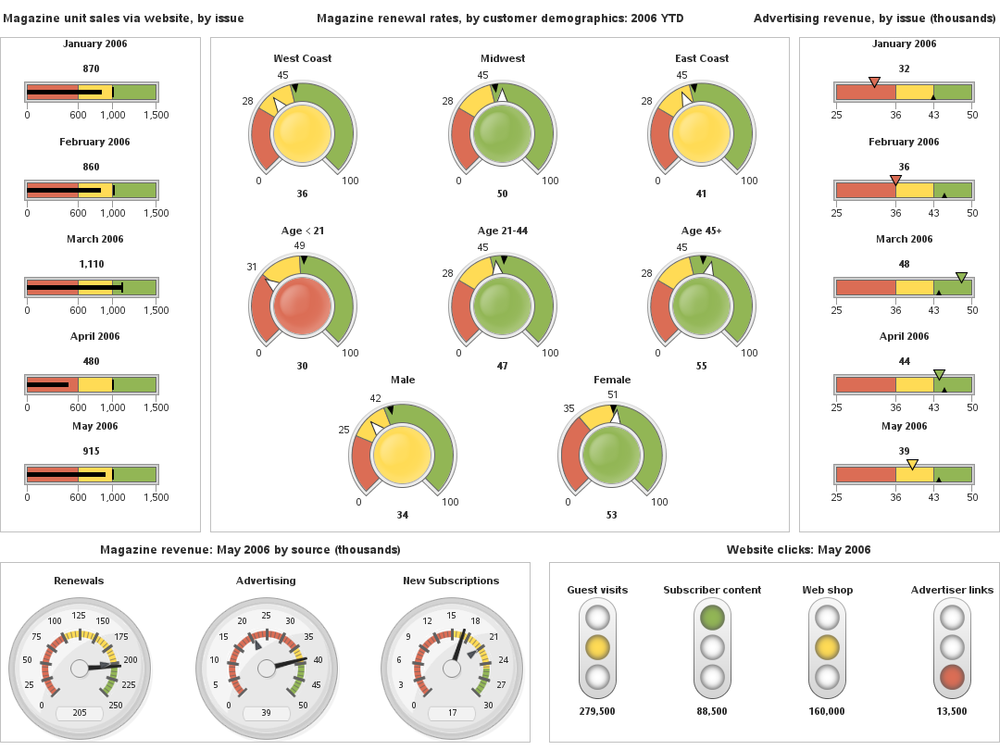 Magazine unit sales via website, by issue
January 2006
870
0 600 1,000 1,500
February 2006
860
0 600 1,000 1,500
March 2006
1,110
0 600 1,000 1,500
April 2006
480
0 600 1,000 1,500
May 2006
915
0 600 1,000 1,500
Magazine renewal rates, by customer demographics: 2006 YTD
West Coast
0 28 45 100
36
Midwest
0 28 45 100
50
East Coast
0 28 45 100
41
Age < 21
0 31 49 100
30
Age 21-44
0 28 45 100
47
Age 45+
0 28 45 100
55
Male
0 25 42 100
34
Female
0 35 51 100
53
Advertising revenue, by issue (thousands)
January 2006
32
25 36 43 50
February 2006
36
25 36 43 50
March 2006
48
25 36 43 50
April 2006
44
25 36 43 50
May 2006
39
25 36 43 50
Magazine revenue: May 2006 by source (thousands)
Renewals
0 25 50 75 100 125 150 175 200 225 250
205
Advertising
0 5 10 15 20 25 30 35 40 45 50
39
New Subscriptions
0 3 6 9 12 15 18 21 24 27 30
17
Website clicks: May 2006
Guest visits
279,500
Subscriber content
88,500
Web shop
160,000
Advertiser links
13,500